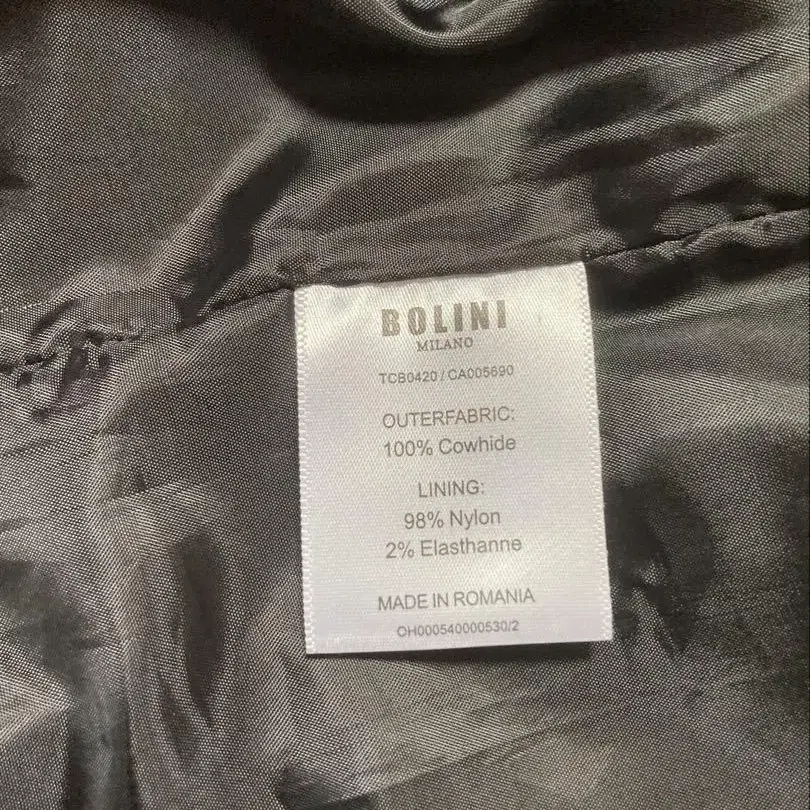 BOLINI
MILANO
TCB0420 / CA005690
OUTERFABRIC:
100% Cowhide
LINING:
98% Nylon
2% Elasthanne
MADE IN ROMANIA
OH000540000530/2